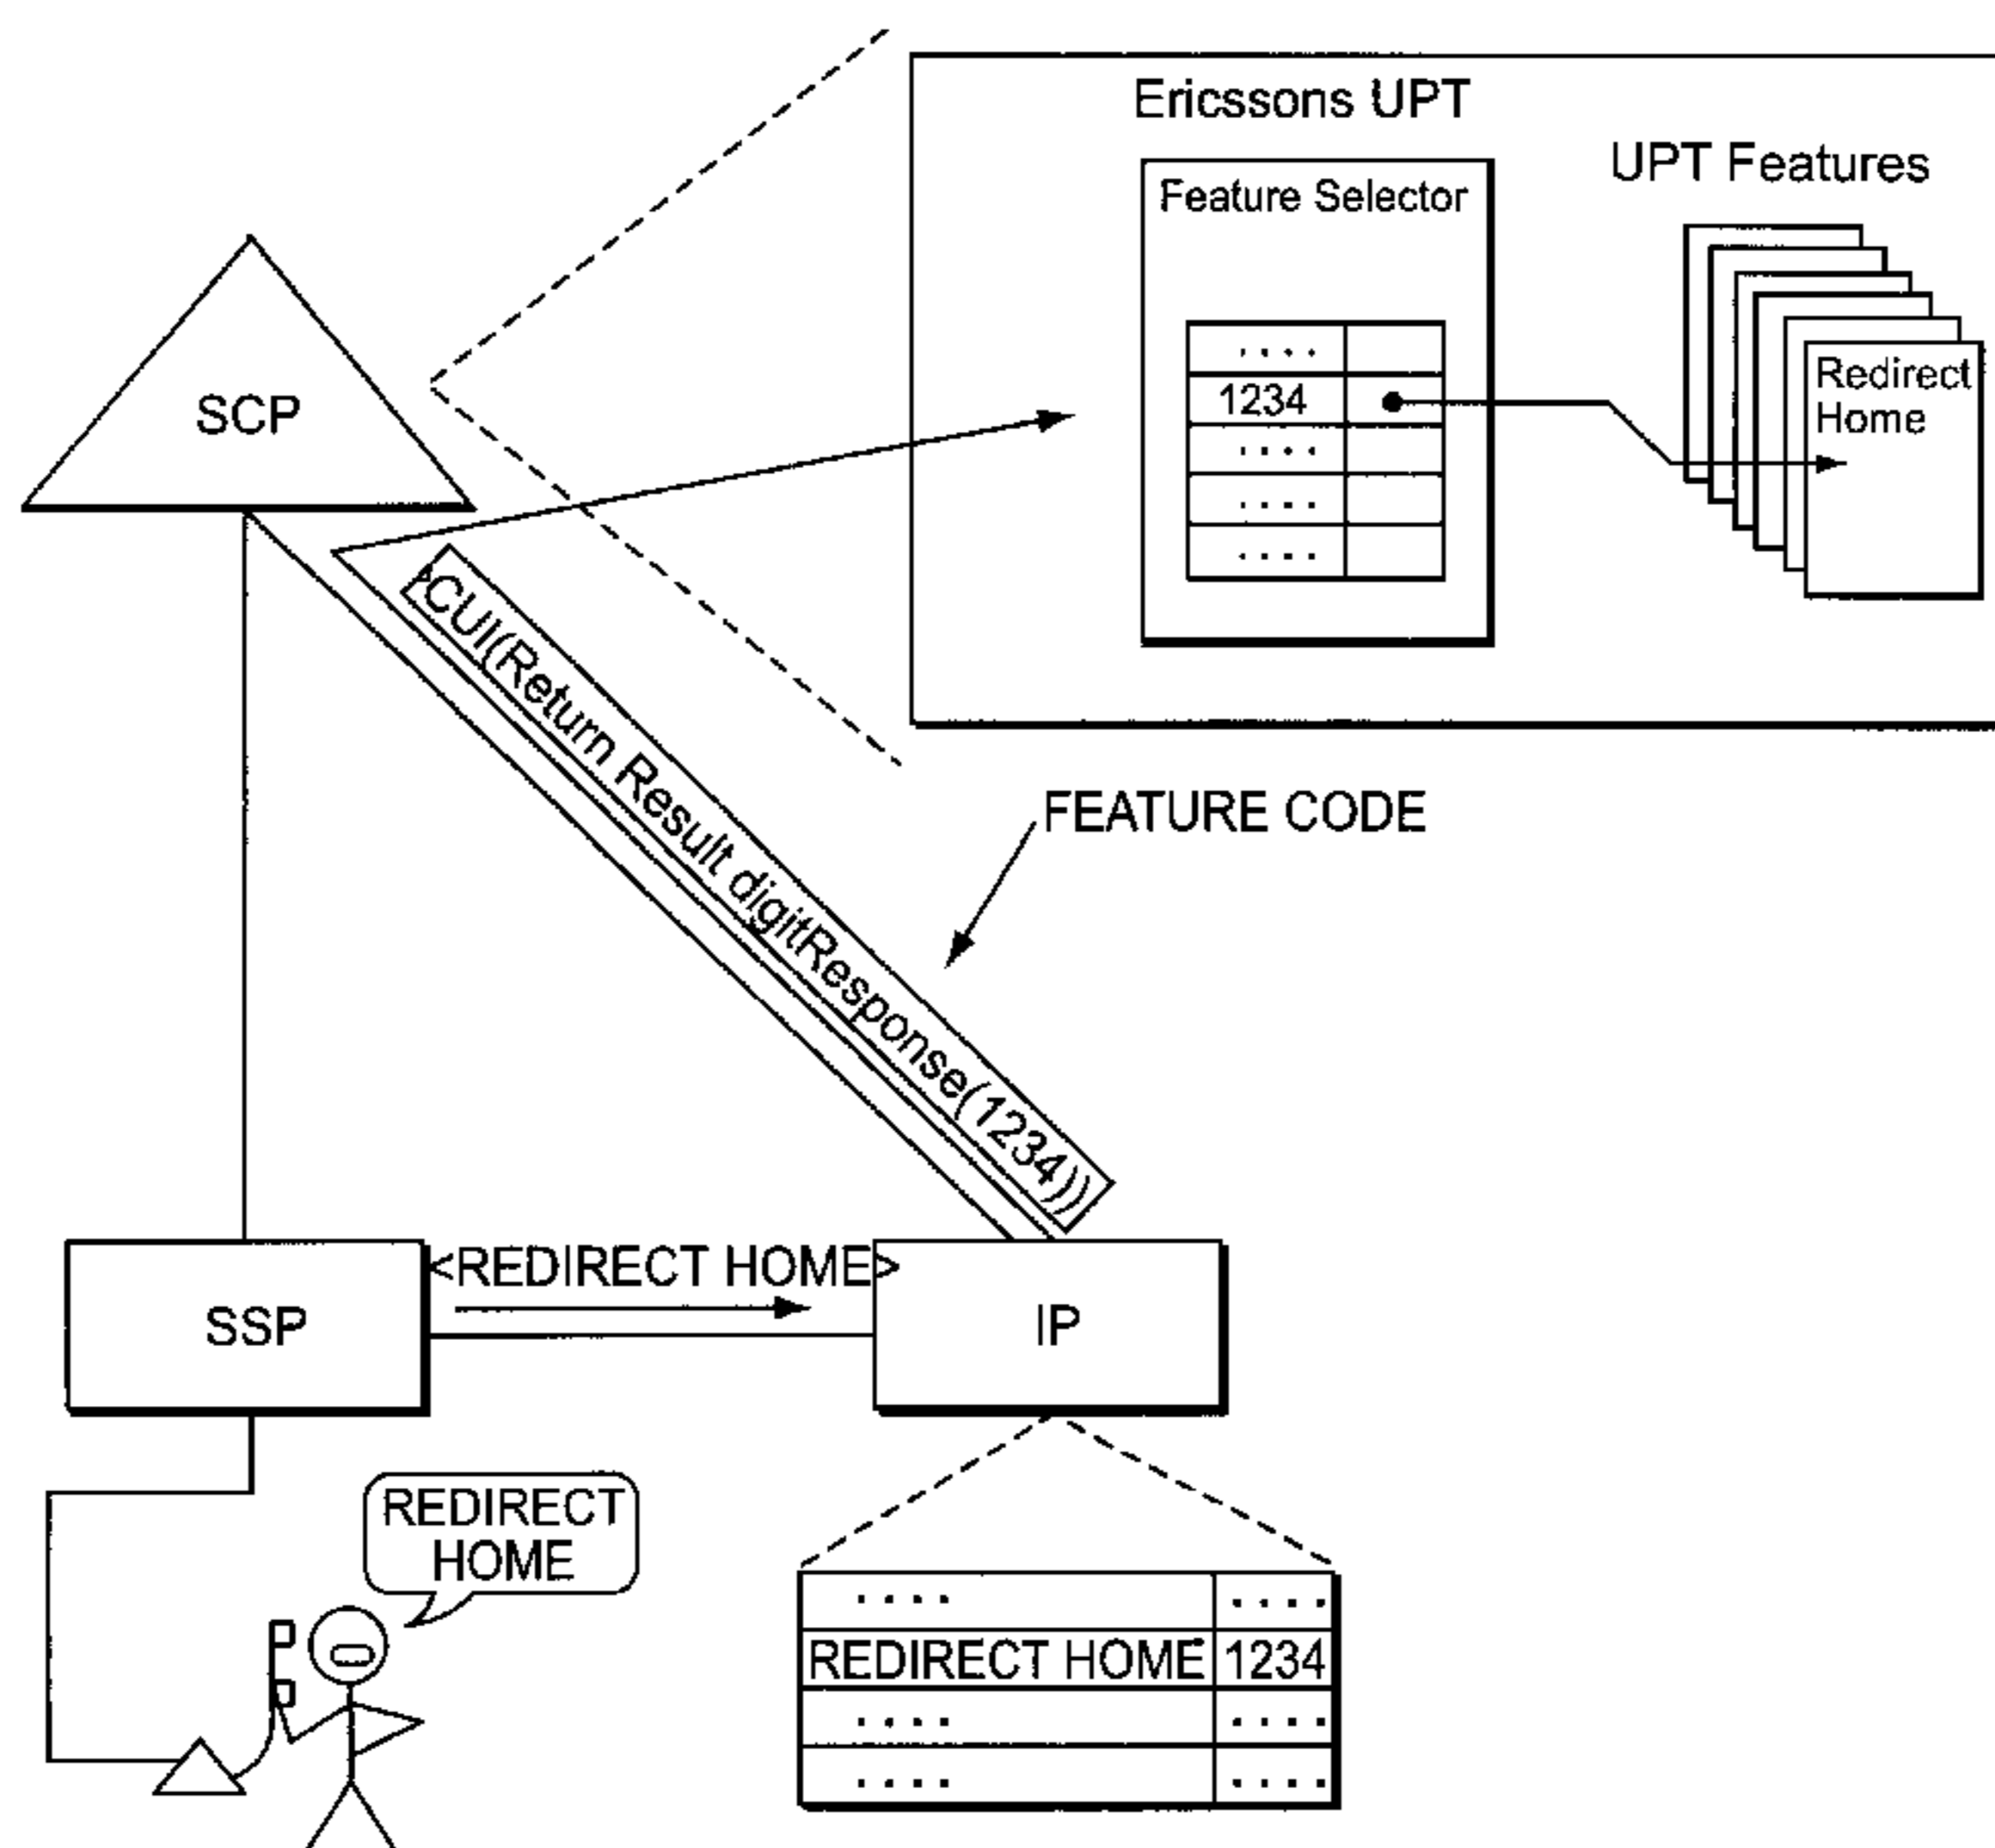 Ericssons UPT
UPT Features
Feature Selector
. . . .
1234
. . . .
. . . .
. . . .
Redirect
Home
SCP
CUI(Return Result digitResponse(1234))
FEATURE CODE
<REDIRECT HOME>
SSP
IP
REDIRECT
HOME
. . . . . . . .
REDIRECT HOME 1234
. . . . . . . .
. . . . . . . .